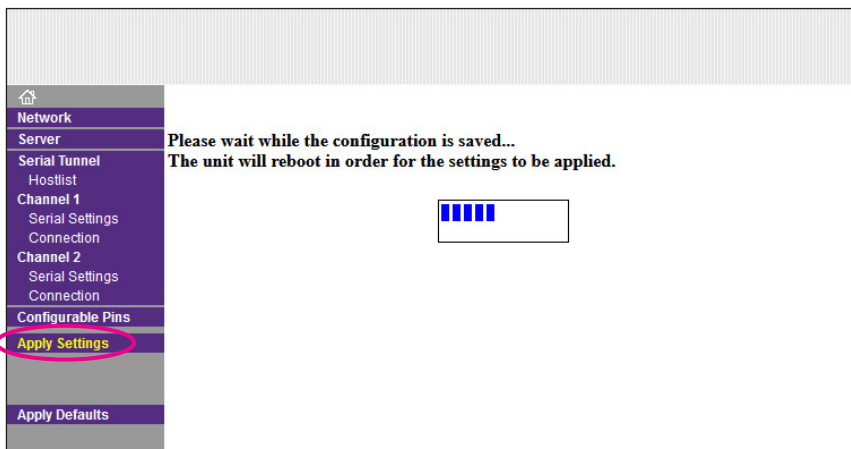 Network
Server
Serial Tunnel
Hostlist
Channel 1
Serial Settings
Connection
Channel 2
Serial Settings
Connection
Configurable Pins
Apply Settings
Apply Defaults
Please wait while the configuration is saved...
The unit will reboot in order for the settings to be applied.